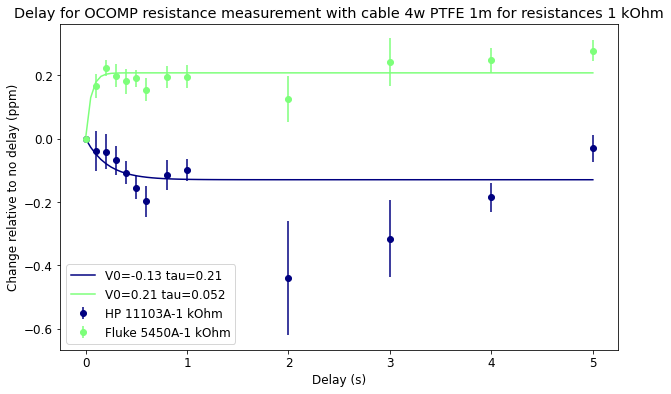 Delay for OCOMP resistance measurement with cable 4w PTFE 1m for resistances 1 kOhm
Change relative to no delay (ppm)
0.2
0.0
−0.2
−0.4
−0.6
V0=-0.13 tau=0.21
V0=0.21 tau=0.052
HP 11103A-1 kOhm
Fluke 5450A-1 kOhm
0 1 2 3 4 5
Delay (s)